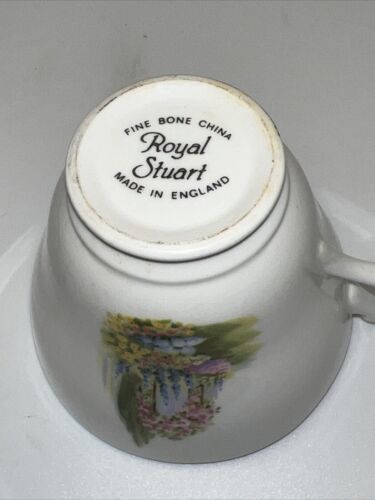 FINE BONE CHINA
Royal
Stuart
MADE IN ENGLAND